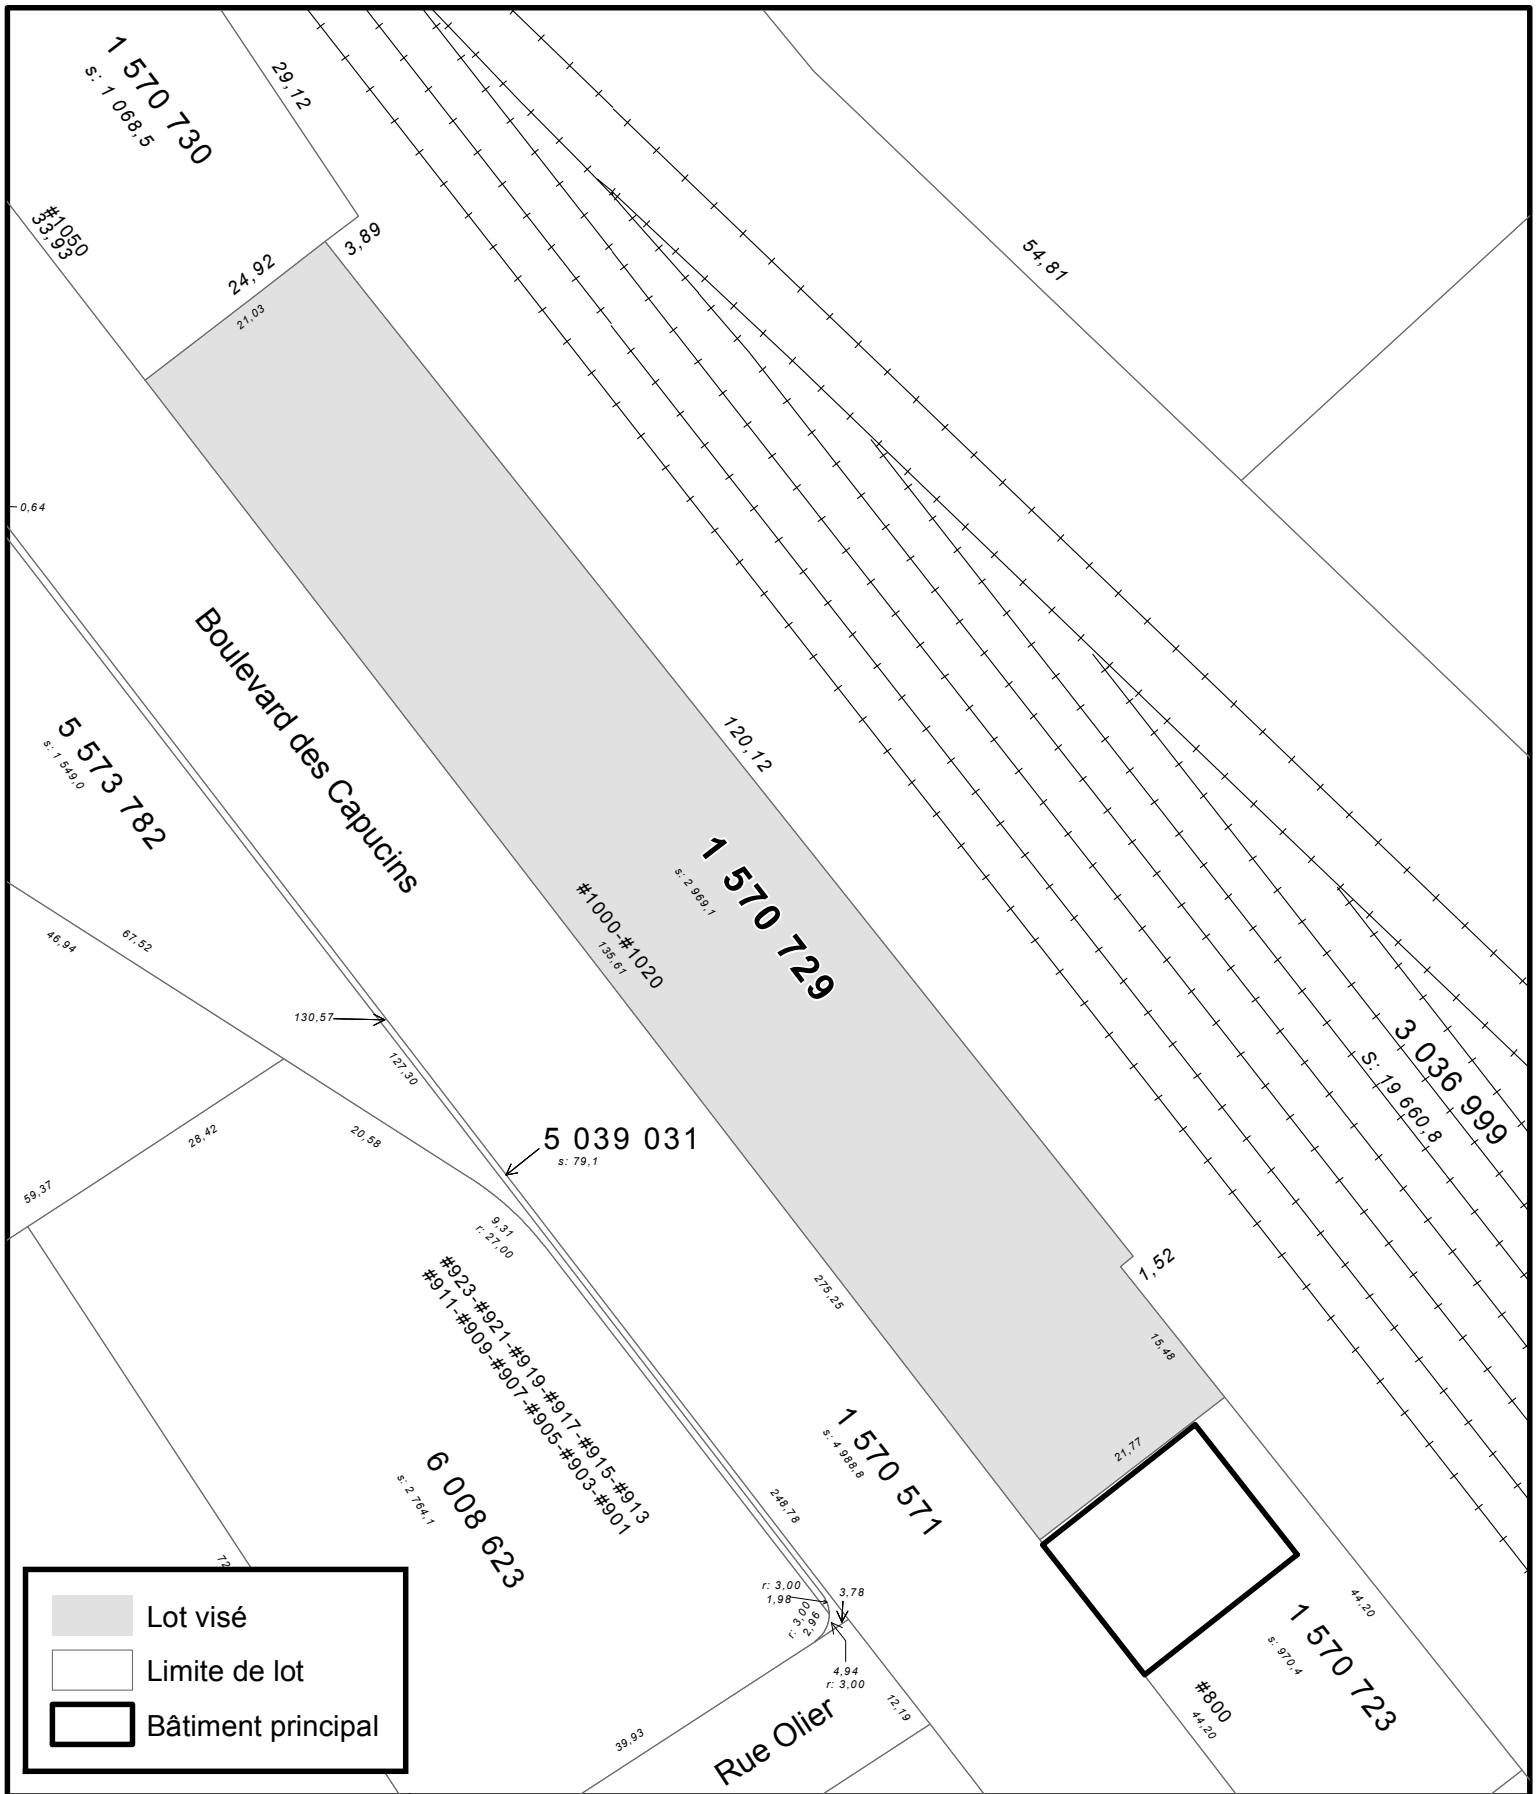 1 570 730
s: 1 068,5
29,12
#1050
33,93
24,92
3,89
21,03
54,81
0,64
Boulevard des Capucins
5 573 782
s: 1 549,0
120,12
1 570 729
s: 2 969,1
#1000-#1020
135,61
46,94
67,52
130,57
127,30
3 036 999
S: 19 660,8
28,42
20,58
5 039 031
s: 79,1
59,37
9,31
r: 27,00
#923-#921-#919-#917-#915-#913
#911-#909-#907-#905-#903-#901
275,25
1,52
15,48
1 570 571
s: 4 988,8
21,77
6 008 623
s: 2 764,1
248,78
72
r: 3,00
1,98
3,78
r: 3,00
2,96
4,94
r: 3,00
44,20
1 570 723
s: 970,4
#800
44,20
12,19
39,93
Rue Olier
Lot visé
Limite de lot
Bâtiment principal